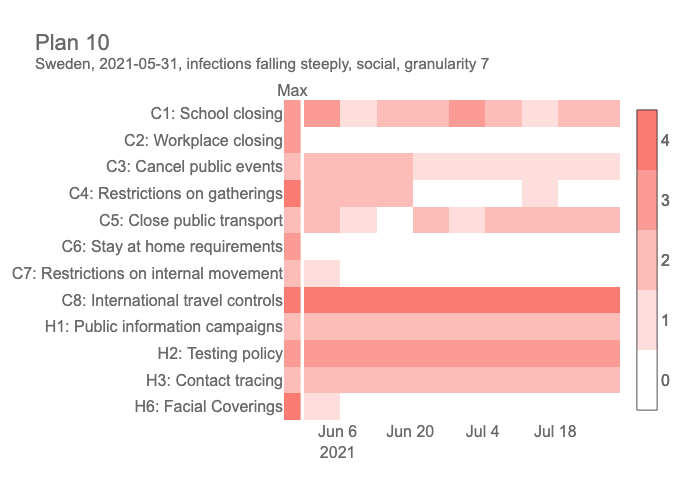 Plan 10
Sweden, 2021-05-31, infections falling steeply, social, granularity 7
Max
C1: School closing
C2: Workplace closing
C3: Cancel public events
C4: Restrictions on gatherings
C5: Close public transport
C6: Stay at home requirements
C7: Restrictions on internal movement
C8: International travel controls
H1: Public information campaigns
H2: Testing policy
H3: Contact tracing
H6: Facial Coverings
Jun 6 Jun 20 Jul 4 Jul 18
2021
4
3
2
1
0